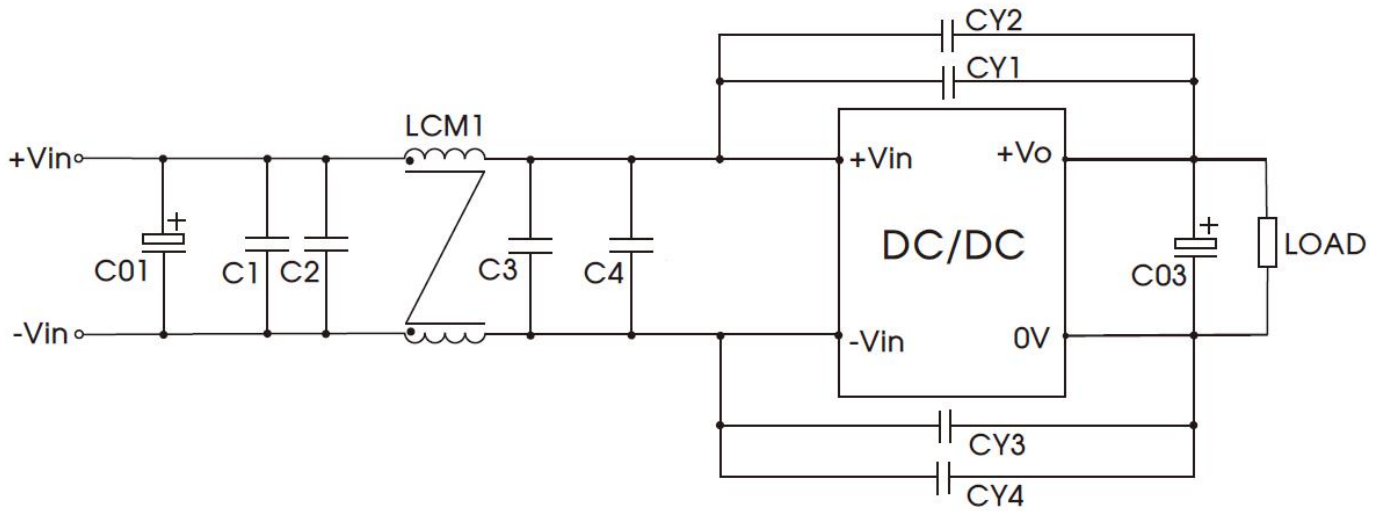 CY2
CY1
LCM1
+Vin
+Vin
+Vo
+
C01
C1
C2
C3
C4
DC/DC
+
C03
LOAD
-Vin
-Vin
0V
CY3
CY4